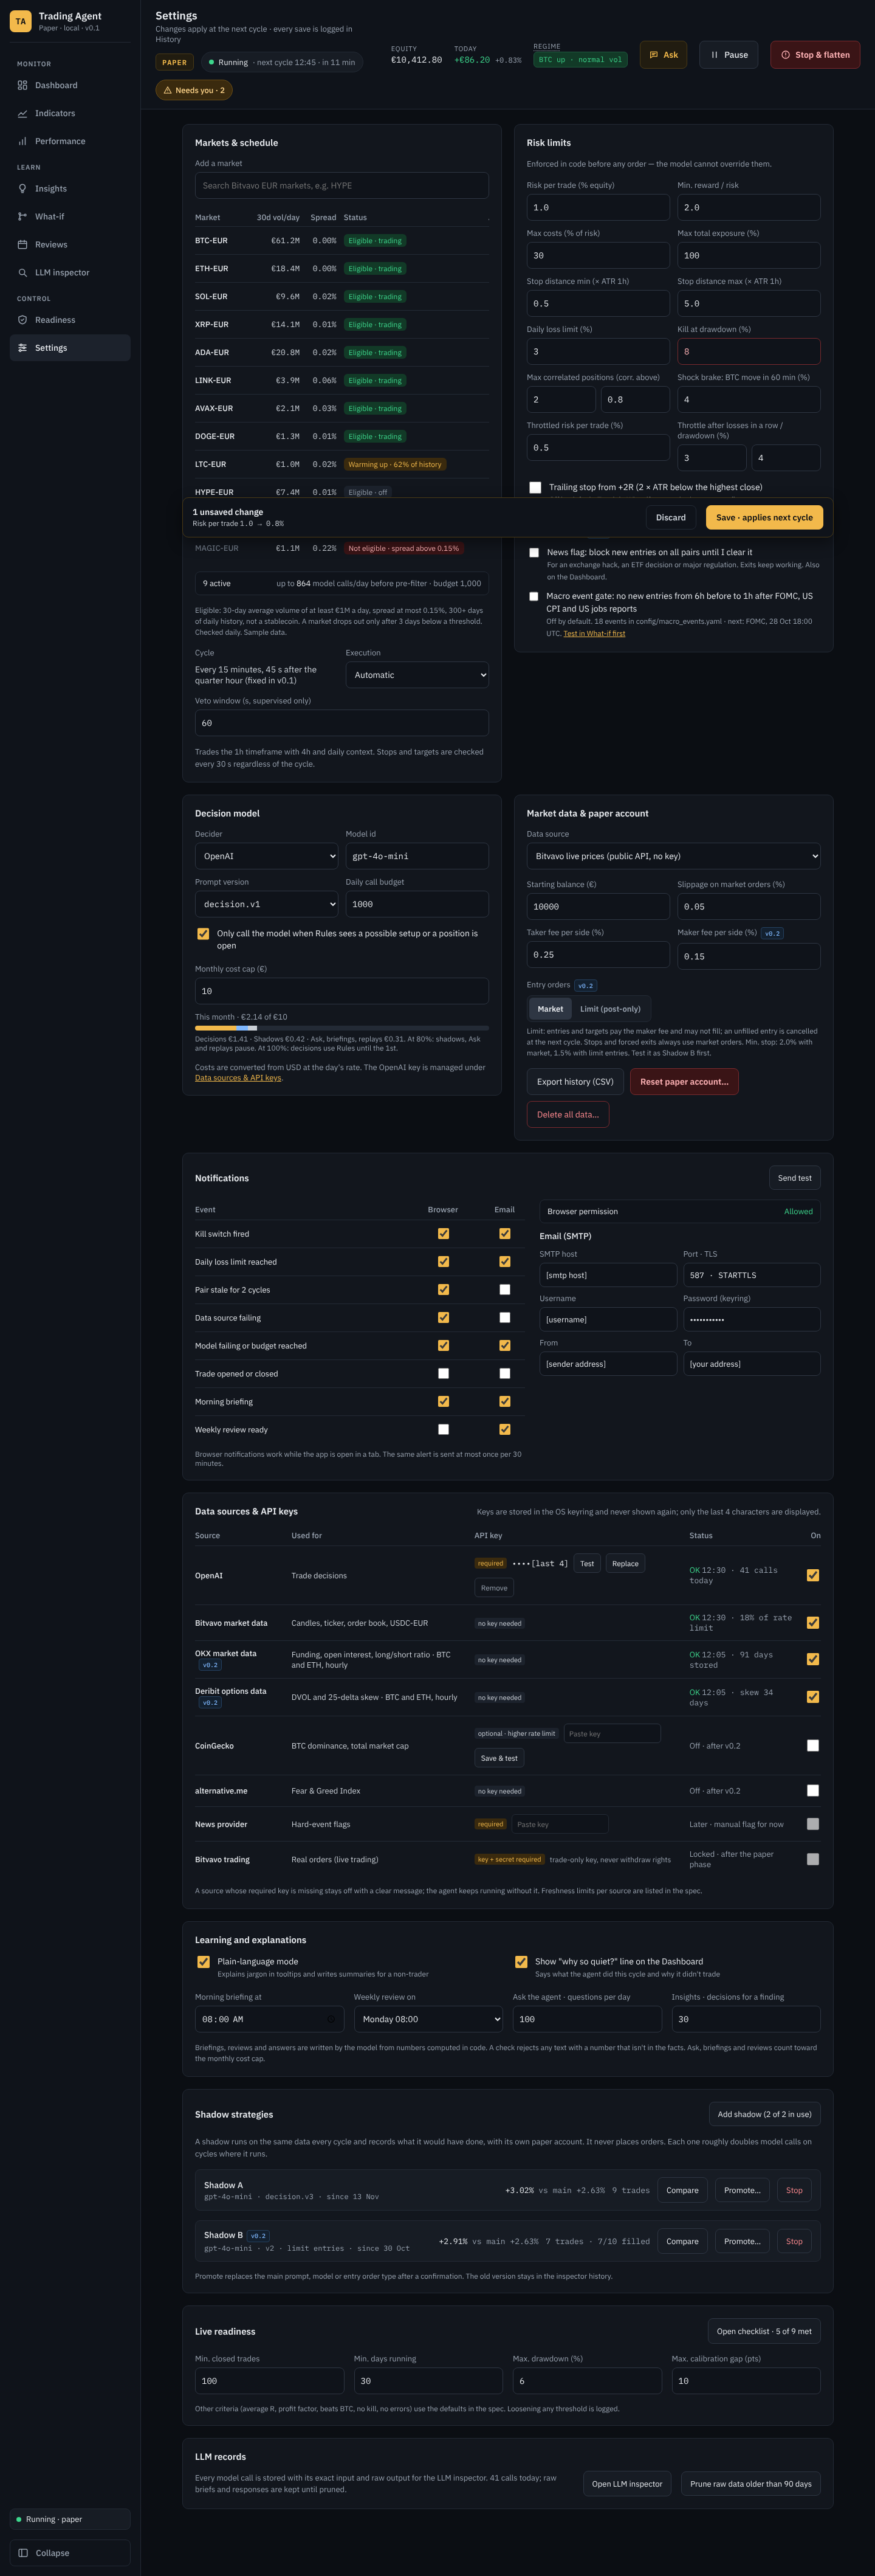 TA
Trading Agent
Paper · local · v0.1
MONITOR
Dashboard
Indicators
Performance
LEARN
Insights
What-if
Reviews
LLM inspector
CONTROL
Readiness
Settings
Running · paper
Collapse
Settings
Changes apply at the next cycle · every save is logged in
History
PAPER
Running · next cycle 12:45 · in 11 min
Needs you · 2
EQUITY
€10,412.80
TODAY
+€86.20 +0.83%
REGIME
BTC up · normal vol
Ask
Pause
Stop & flatten
Markets & schedule
Add a market
Search Bitvavo EUR markets, e.g. HYPE
Market 30d vol/day Spread Status
BTC-EUR €61.2M 0.00% Eligible · trading
ETH-EUR €18.4M 0.00% Eligible · trading
SOL-EUR €9.6M 0.02% Eligible · trading
XRP-EUR €14.1M 0.01% Eligible · trading
ADA-EUR €20.8M 0.02% Eligible · trading
LINK-EUR €3.9M 0.06% Eligible · trading
AVAX-EUR €2.1M 0.03% Eligible · trading
DOGE-EUR €1.3M 0.01% Eligible · trading
LTC-EUR €1.0M 0.02% Warming up · 62% of history
HYPE-EUR €7.4M 0.01% Eligible · off
MAGIC-EUR €1.1M 0.22% Not eligible · spread above 0.15%
9 active up to 864 model calls/day before pre-filter · budget 1,000
Eligible: 30-day average volume of at least €1M a day, spread at most 0.15%, 300+ days
of daily history, not a stablecoin. A market drops out only after 3 days below a threshold.
Checked daily. Sample data.
Cycle
Every 15 minutes, 45 s after the
quarter hour (fixed in v0.1)
Execution
Automatic
Veto window (s, supervised only)
60
Trades the 1h timeframe with 4h and daily context. Stops and targets are checked
every 30 s regardless of the cycle.
Risk limits
Enforced in code before any order — the model cannot override them.
Risk per trade (% equity) Min. reward / risk
1.0 2.0
Max costs (% of risk) Max total exposure (%)
30 100
Stop distance min (× ATR 1h) Stop distance max (× ATR 1h)
0.5 5.0
Daily loss limit (%) Kill at drawdown (%)
3 8
Max correlated positions (corr. above) Shock brake: BTC move in 60 min (%)
2 0.8 4
Throttled risk per trade (%) Throttle after losses in a row /
drawdown (%)
0.5 3 4
Trailing stop from +2R (2 × ATR below the highest close)
1 unsaved change
Risk per trade 1.0 → 0.8%
Discard
Save · applies next cycle
News flag: block new entries on all pairs until I clear it
For an exchange hack, an ETF decision or major regulation. Exits keep working. Also
on the Dashboard.
Macro event gate: no new entries from 6h before to 1h after FOMC, US
CPI and US jobs reports
Off by default. 18 events in config/macro_events.yaml · next: FOMC, 28 Oct 18:00
UTC. Test in What-if first
Decision model
Decider Model id
OpenAI gpt-4o-mini
Prompt version Daily call budget
decision.v1 1000
Only call the model when Rules sees a possible setup or a position is
open
Monthly cost cap (€)
10
This month · €2.14 of €10
Decisions €1.41 · Shadows €0.42 · Ask, briefings, replays €0.31. At 80%: shadows, Ask
and replays pause. At 100%: decisions use Rules until the 1st.
Costs are converted from USD at the day's rate. The OpenAI key is managed under
Data sources & API keys.
Market data & paper account
Data source
Bitvavo live prices (public API, no key)
Starting balance (€) Slippage on market orders (%)
10000 0.05
Taker fee per side (%) Maker fee per side (%) v0.2
0.25 0.15
Entry orders v0.2
Market Limit (post-only)
Limit: entries and targets pay the maker fee and may not fill; an unfilled entry is cancelled
at the next cycle. Stops and forced exits always use market orders. Min. stop: 2.0% with
market, 1.5% with limit entries. Test it as Shadow B first.
Export history (CSV) Reset paper account...
Delete all data...
Notifications
Send test
Event Browser Email
Kill switch fired
Daily loss limit reached
Pair stale for 2 cycles
Data source failing
Model failing or budget reached
Trade opened or closed
Morning briefing
Weekly review ready
Browser notifications work while the app is open in a tab. The same alert is sent at most once per 30
minutes.
Browser permission Allowed
Email (SMTP)
SMTP host Port · TLS
[smtp host] 587 · STARTTLS
Username Password (keyring)
[username] •••••••••••
From To
[sender address] [your address]
Data sources & API keys
Keys are stored in the OS keyring and never shown again; only the last 4 characters are displayed.
Source Used for API key Status On
OpenAI Trade decisions required ••••[last 4] Test Replace Remove OK 12:30 · 41 calls today
Bitvavo market data Candles, ticker, order book, USDC-EUR no key needed OK 12:30 · 18% of rate limit
OKX market data v0.2 Funding, open interest, long/short ratio · BTC and ETH, hourly no key needed OK 12:05 · 91 days stored
Deribit options data v0.2 DVOL and 25-delta skew · BTC and ETH, hourly no key needed OK 12:05 · skew 34 days
CoinGecko BTC dominance, total market cap optional · higher rate limit Paste key Save & test Off · after v0.2
alternative.me Fear & Greed Index no key needed Off · after v0.2
News provider Hard-event flags required Paste key Later · manual flag for now
Bitvavo trading Real orders (live trading) key + secret required trade-only key, never withdraw rights Locked · after the paper phase
A source whose required key is missing stays off with a clear message; the agent keeps running without it. Freshness limits per source are listed in the spec.
Learning and explanations
Plain-language mode
Explains jargon in tooltips and writes summaries for a non-trader
Show "why so quiet?" line on the Dashboard
Says what the agent did this cycle and why it didn't trade
Morning briefing at Weekly review on Ask the agent · questions per day Insights · decisions for a finding
08:00 AM Monday 08:00 100 30
Briefings, reviews and answers are written by the model from numbers computed in code. A check rejects any text with a number that isn't in the facts. Ask, briefings and reviews count toward
the monthly cost cap.
Shadow strategies
Add shadow (2 of 2 in use)
A shadow runs on the same data every cycle and records what it would have done, with its own paper account. It never places orders. Each one roughly doubles model calls on
cycles where it runs.
Shadow A
gpt-4o-mini · decision.v3 · since 13 Nov
+3.02% vs main +2.63% 9 trades Compare Promote... Stop
Shadow B v0.2
gpt-4o-mini · v2 · limit entries · since 30 Oct
+2.91% vs main +2.63% 7 trades · 7/10 filled Compare Promote... Stop
Promote replaces the main prompt, model or entry order type after a confirmation. The old version stays in the inspector history.
Live readiness
Open checklist · 5 of 9 met
Min. closed trades Min. days running Max. drawdown (%) Max. calibration gap (pts)
100 30 6 10
Other criteria (average R, profit factor, beats BTC, no kill, no errors) use the defaults in the spec. Loosening any threshold is logged.
LLM records
Every model call is stored with its exact input and raw output for the LLM inspector. 41 calls today; raw
briefs and responses are kept until pruned.
Open LLM inspector
Prune raw data older than 90 days